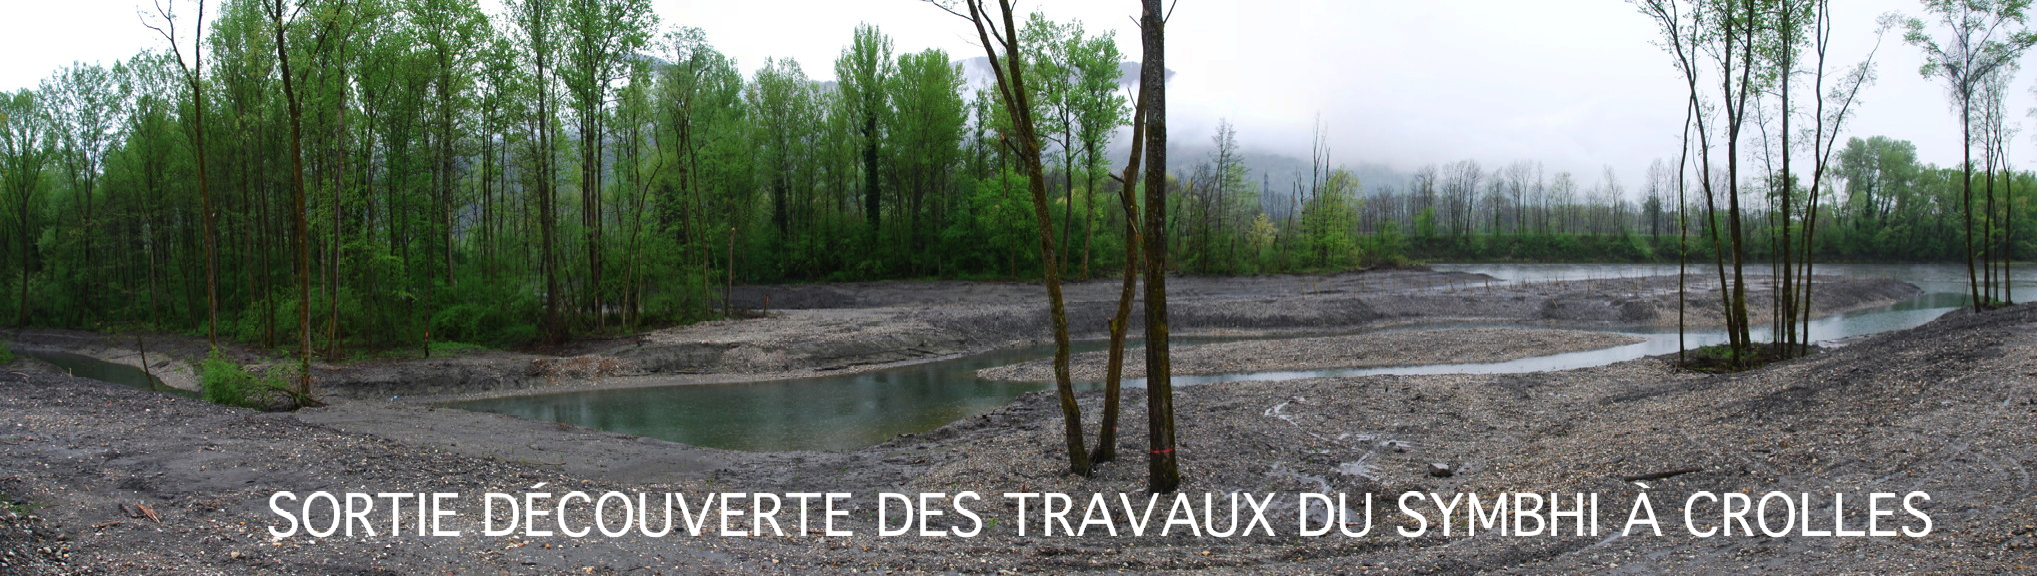 SORTIE DÉCOUVERTE DES TRAVAUX DU SYMBHI À CROLLES